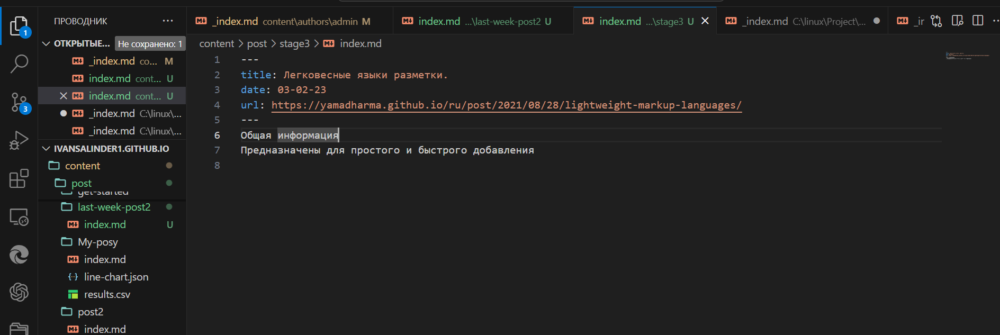 ПРОВОДНИК ···
ОТКРЫТЫЕ... Не сохранено: 1
_index.md co... M
index.md cont... U
index.md cont... U
_index.md C:\linux\...
_index.md C:\linux\...
IVANSALINDER1.GITHUB.IO
content
post
get-started
last-week-post2
index.md U
My-posy
index.md
line-chart.json
results.csv
post2
index.md
1
3
_index.md content\authors\admin M
index.md ...\last-week-post2 U
index.md ...\stage3 U
_index.md C:\linux\Project\...
_ir
content > post > stage3 > index.md
1 ---
2 title: Легковесные языки разметки.
3 date: 03-02-23
4 url: https://yamadharma.github.io/ru/post/2021/08/28/lightweight-markup-languages/
5 ---
6 Общая информация
7 Предназначены для простого и быстрого добавления
8